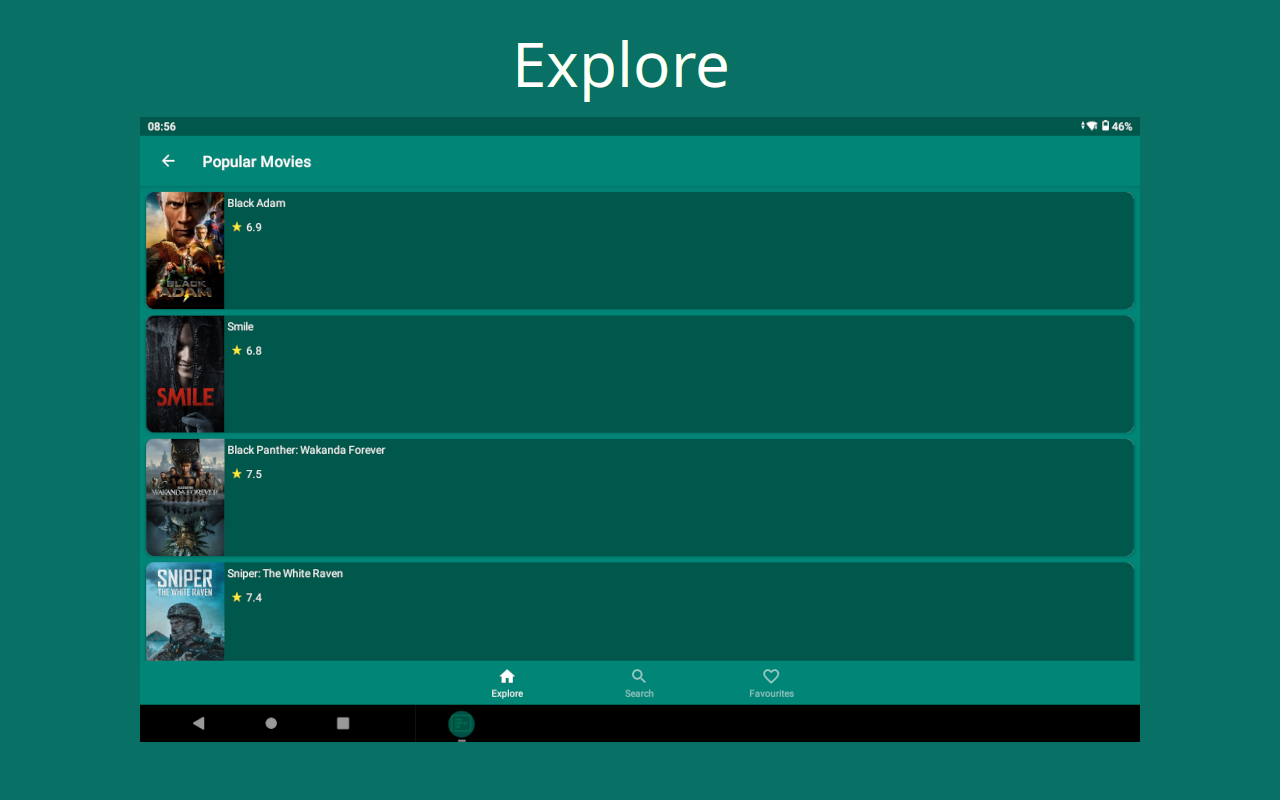 Explore
08:56
46%
Popular Movies
Black Adam
6.9
BLACK
ADAM
Smile
6.8
SMILE
Black Panther: Wakanda Forever
7.5
WAKANDA FOREVER
Sniper: The White Raven
7.4
SNIPER
THE WHITE RAVEN
Explore
Search
Favourites